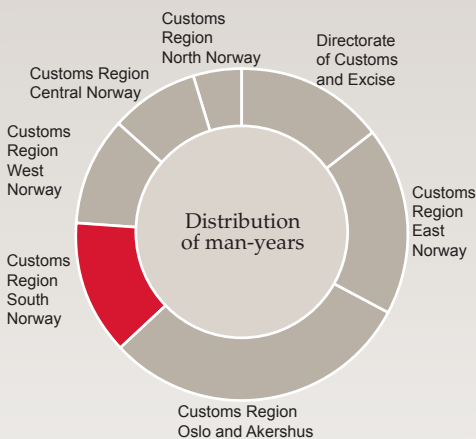 Customs
Region
North Norway
Directorate
of Customs
and Excise
Customs Region
Central Norway
Customs
Region
West
Norway
Customs
Region
East
Norway
Distribution
of man-years
Customs
Region
South
Norway
Customs Region
Oslo and Akershus